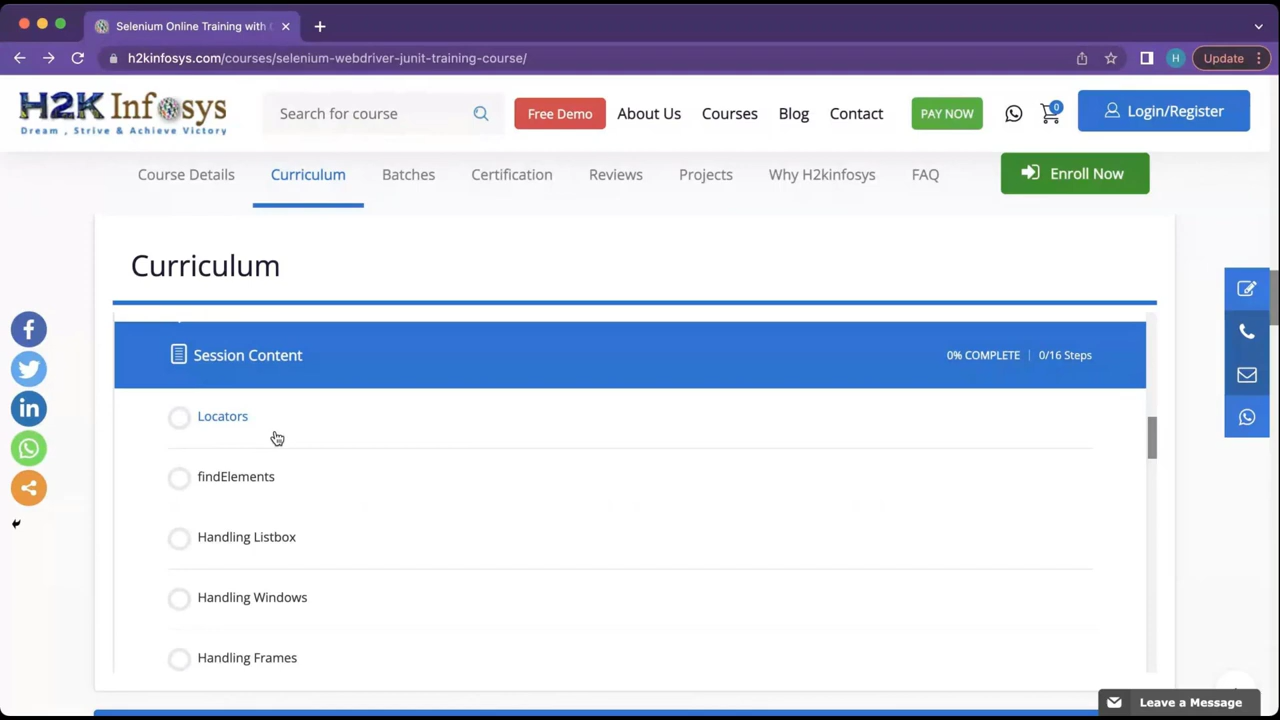 Selenium Online Training with
h2kinfosys.com/courses/selenium-webdriver-junit-training-course/
H
Update
H2K Infosys
Dream , Strive & Achieve Victory
Search for course
Free Demo
About Us
Courses
Blog
Contact
PAY NOW
0
Login/Register
Course Details
Curriculum
Batches
Certification
Reviews
Projects
Why H2kinfosys
FAQ
Enroll Now
Curriculum
Session Content
0% COMPLETE | 0/16 Steps
Locators
findElements
Handling Listbox
Handling Windows
Handling Frames
Leave a Message